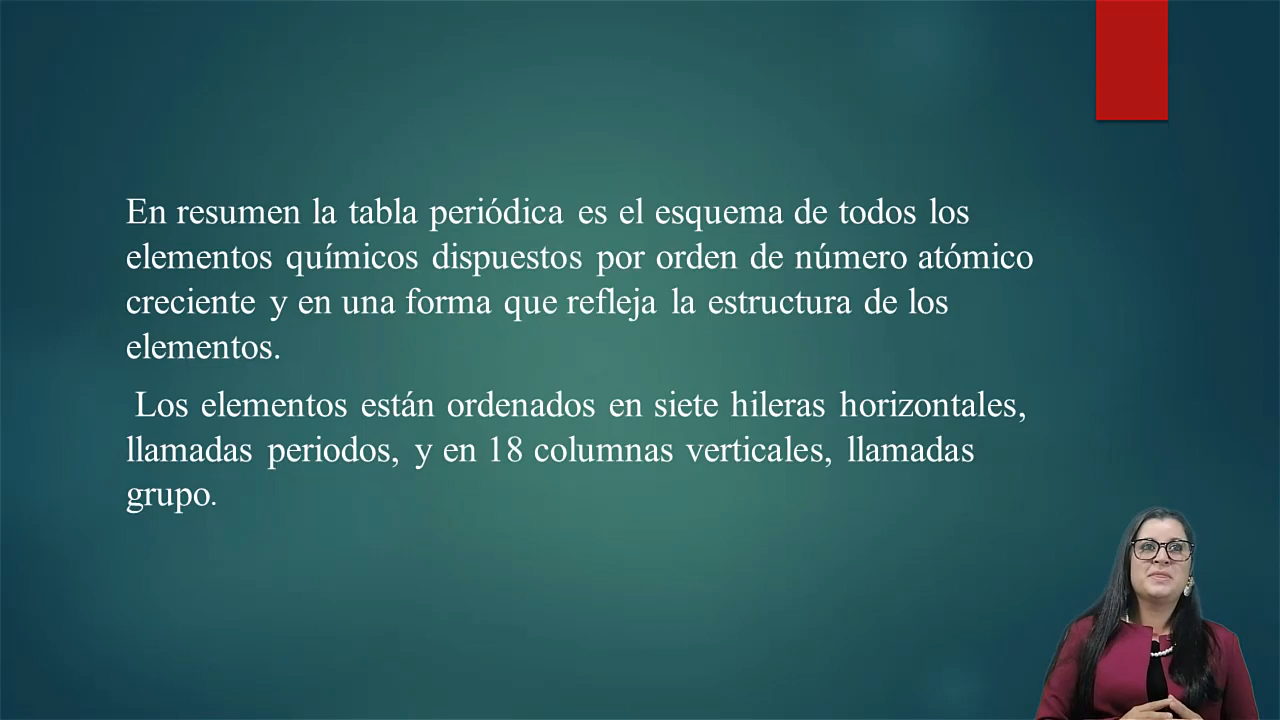 En resumen la tabla periódica es el esquema de todos los
elementos químicos dispuestos por orden de número atómico
creciente y en una forma que refleja la estructura de los
elementos.
Los elementos están ordenados en siete hileras horizontales,
llamadas periodos, y en 18 columnas verticales, llamadas
grupo.